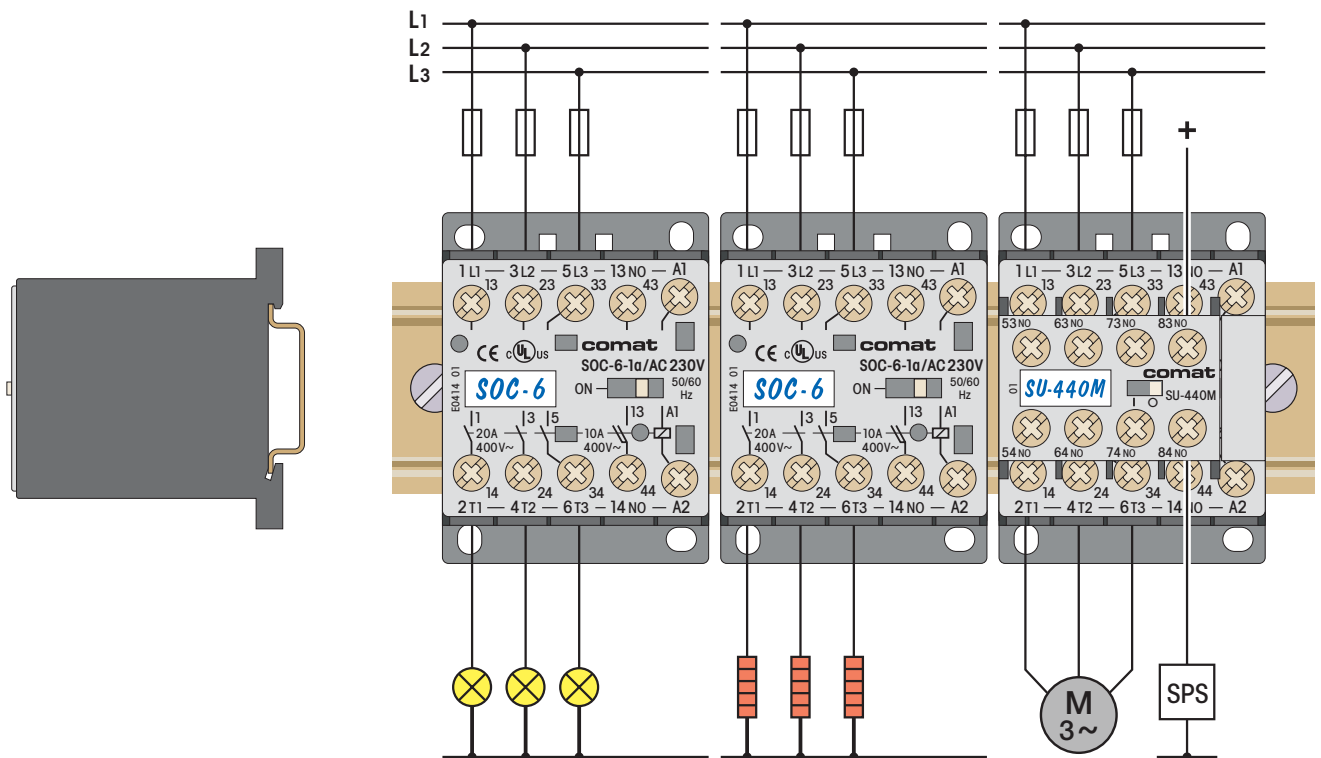 L1
L2
L3
+
1 L1 — 3 L2 — 5 L3 — 13 NO — A1
13 23 33 43
CE c UL US comat
SOC-6-1a/AC 230V
E0414 01
SOC-6
ON 50/60 Hz
1 3 5 13 A1
20A 10A
400V~ 400V~
14 24 34 44
2 T1 — 4 T2 — 6 T3 — 14 NO — A2
1 L1 — 3 L2 — 5 L3 — 13 NO — A1
13 23 33 43
CE c UL US comat
SOC-6-1a/AC 230V
E0414 01
SOC-6
ON 50/60 Hz
1 3 5 13 A1
20A 10A
400V~ 400V~
14 24 34 44
2 T1 — 4 T2 — 6 T3 — 14 NO — A2
1 L1 — 3 L2 — 5 L3 — 13 NO — A1
13 23 33 43
53 NO 63 NO 73 NO 83 NO
comat
01 SU-440M
I O SU-440M
54 NO 64 NO 74 NO 84 NO
14 24 34 44
2 T1 — 4 T2 — 6 T3 — 14 NO — A2
M
3~
SPS